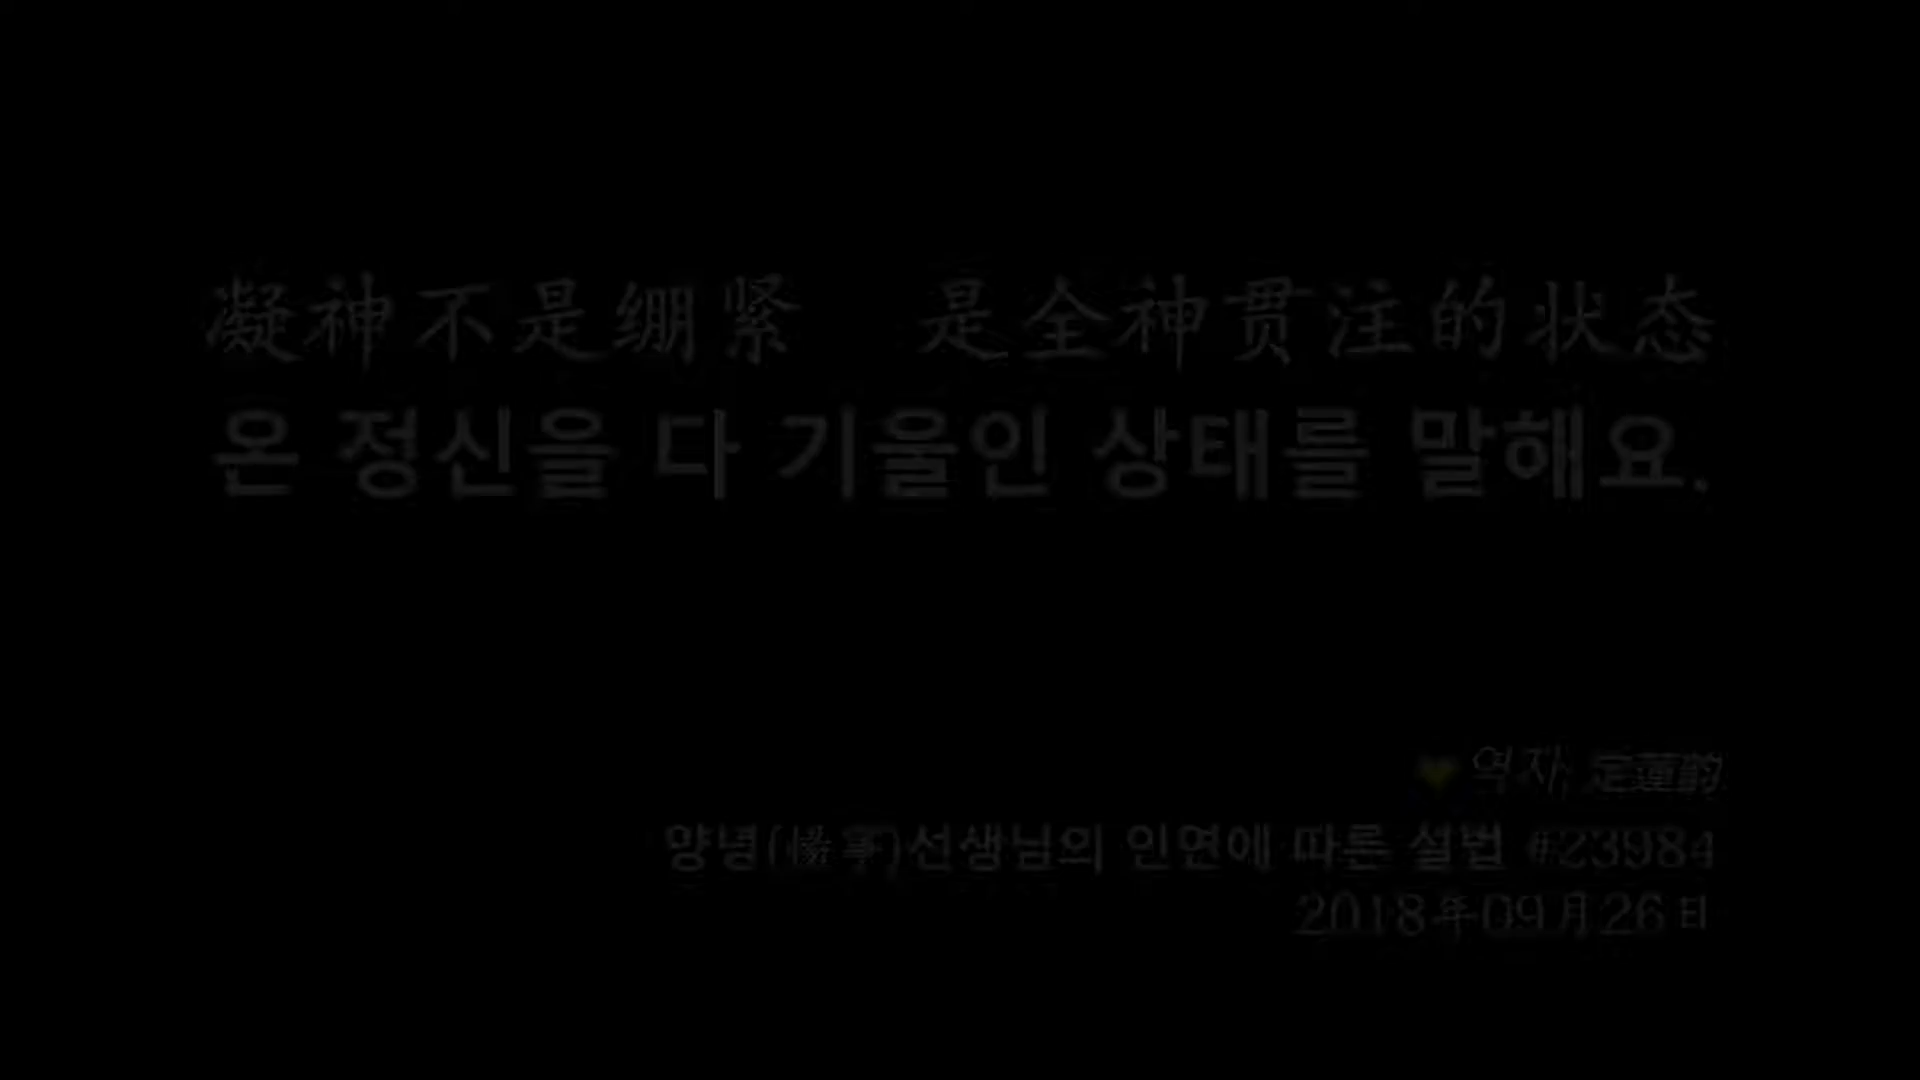 凝神不是绷紧 是全神贯注的状态
온 정신을 다 기울인 상태를 말해요.
역자: 定蓮韵
양녕(揚寧)선생님의 인연에 따른 설법 #23984
2018年09月26日